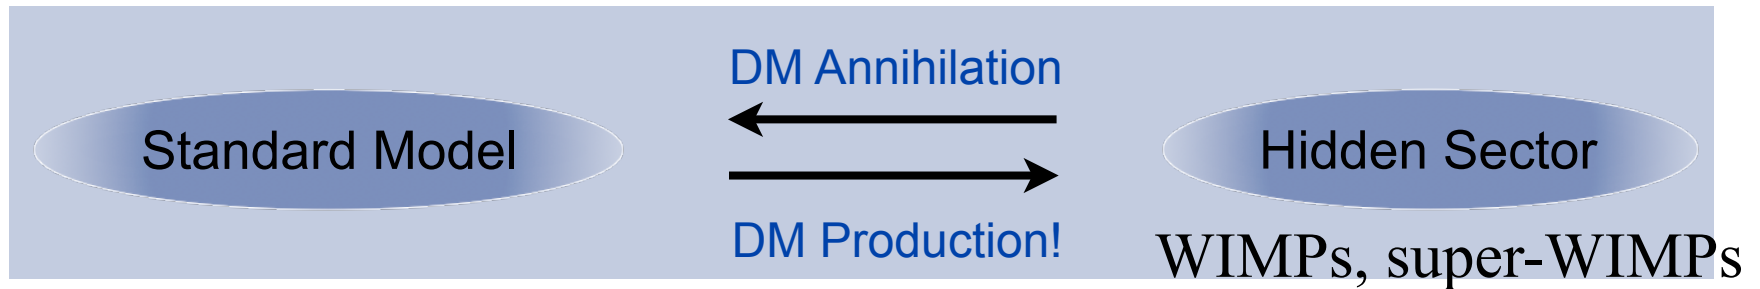 DM Annihilation
Standard Model
Hidden Sector
DM Production!
WIMPs, super-WIMPs